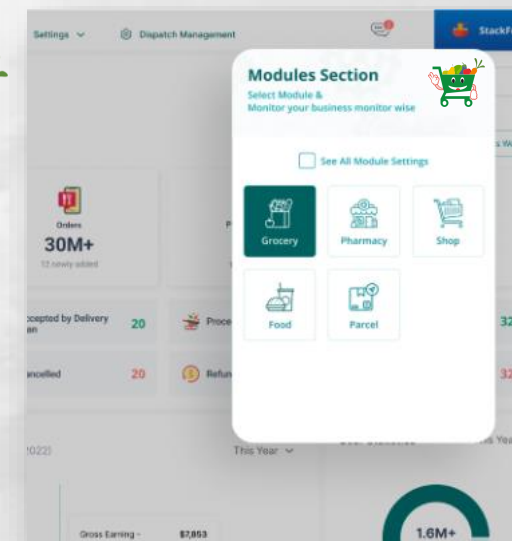 Settings
Dispatch Management
Modules Section
Select Module &
Monitor your business monitor wise
See All Module Settings
Grocery
Pharmacy
Shop
Food
Parcel
Orders
30M+
12 newly added
ccepted by Delivery
an
20
Proce
32
ancelled
20
Refun
32
2022)
This Year
Gross Earning -
$7,853
1.6M+